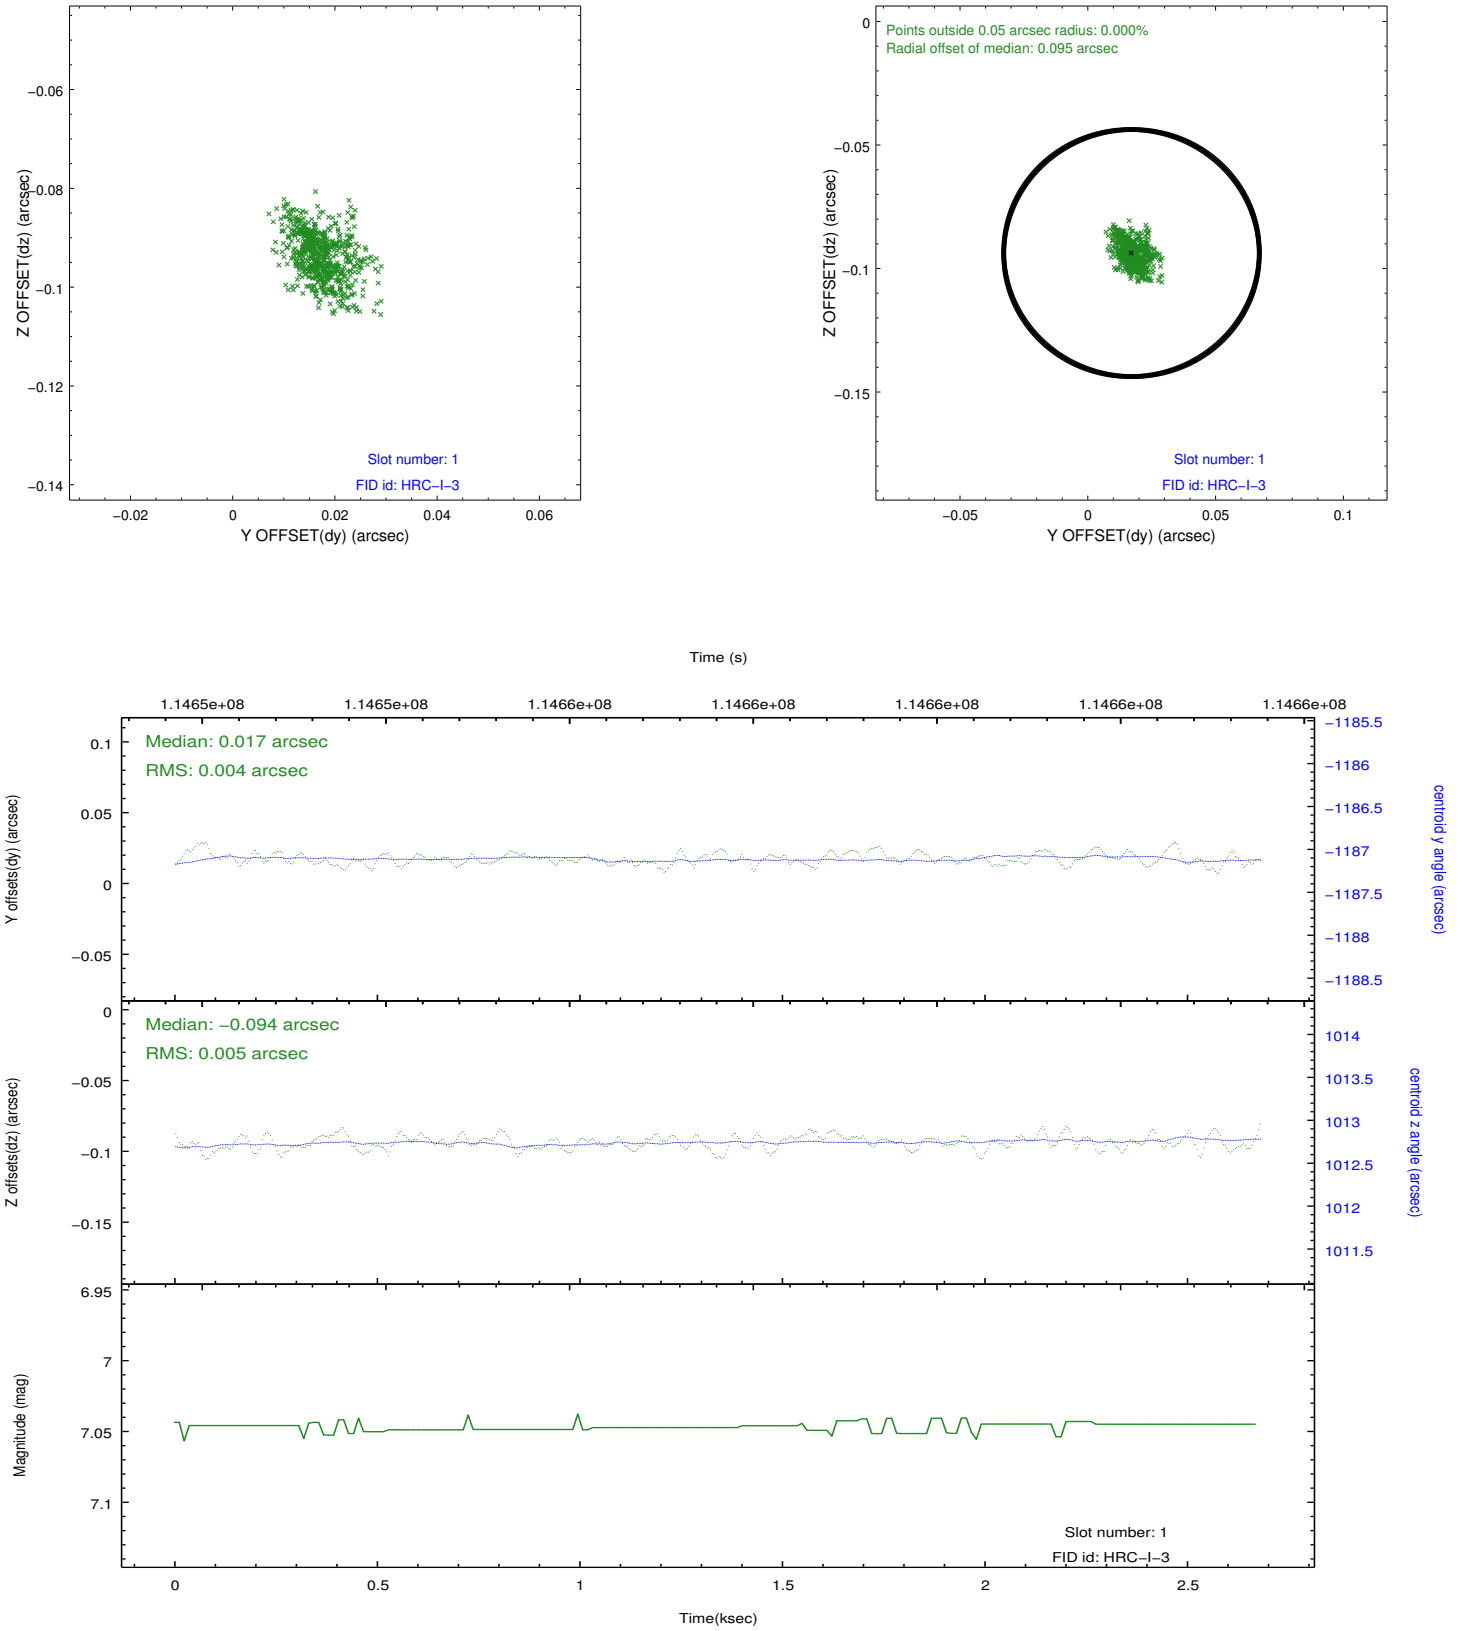 −0.06
−0.08
−0.1
−0.12
−0.14
Z OFFSET(dz) (arcsec)
Slot number: 1
FID id: HRC−I−3
−0.02 0 0.02 0.04 0.06
Y OFFSET(dy) (arcsec)
Points outside 0.05 arcsec radius: 0.000%
Radial offset of median: 0.095 arcsec
0
−0.05
−0.1
−0.15
Z OFFSET(dz) (arcsec)
Slot number: 1
FID id: HRC−I−3
−0.05 0 0.05 0.1
Y OFFSET(dy) (arcsec)
Time (s)
1.1465e+08 1.1465e+08 1.1466e+08 1.1466e+08 1.1466e+08 1.1466e+08 1.1466e+08
Median: 0.017 arcsec
RMS: 0.004 arcsec
0.1
0.05
0
−0.05
Y offsets(dy) (arcsec)
−1185.5
−1186
−1186.5
−1187
−1187.5
−1188
−1188.5
centroid y angle (arcsec)
Median: −0.094 arcsec
RMS: 0.005 arcsec
0
−0.05
−0.1
−0.15
Z offsets(dz) (arcsec)
1014
1013.5
1013
1012.5
1012
1011.5
centroid z angle (arcsec)
6.95
7
7.05
7.1
Magnitude (mag)
Slot number: 1
FID id: HRC−I−3
0 0.5 1 1.5 2 2.5
Time(ksec)